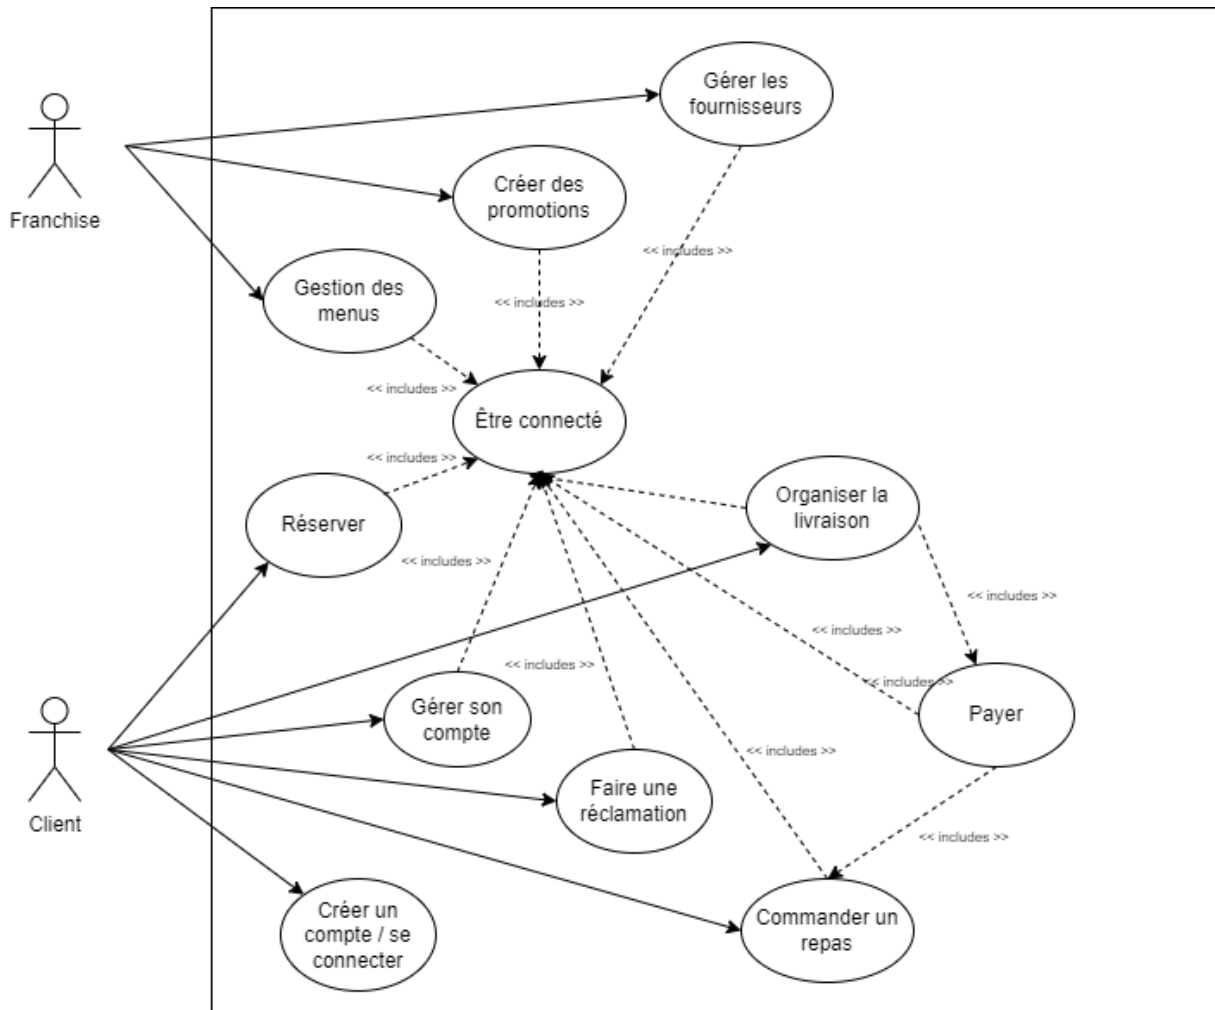 Gérer les
fournisseurs
Franchise
Créer des
promotions
<< includes >>
Gestion des
menus
<< includes >>
<< includes >>
Être connecté
<< includes >>
Réserver
Organiser la
livraison
<< includes >>
<< includes >>
<< includes >>
<< includes >>
<< includes >>
Gérer son
compte
Payer
<< includes >>
Client
Faire une
réclamation
<< includes >>
Créer un
compte / se
connecter
Commander un
repas